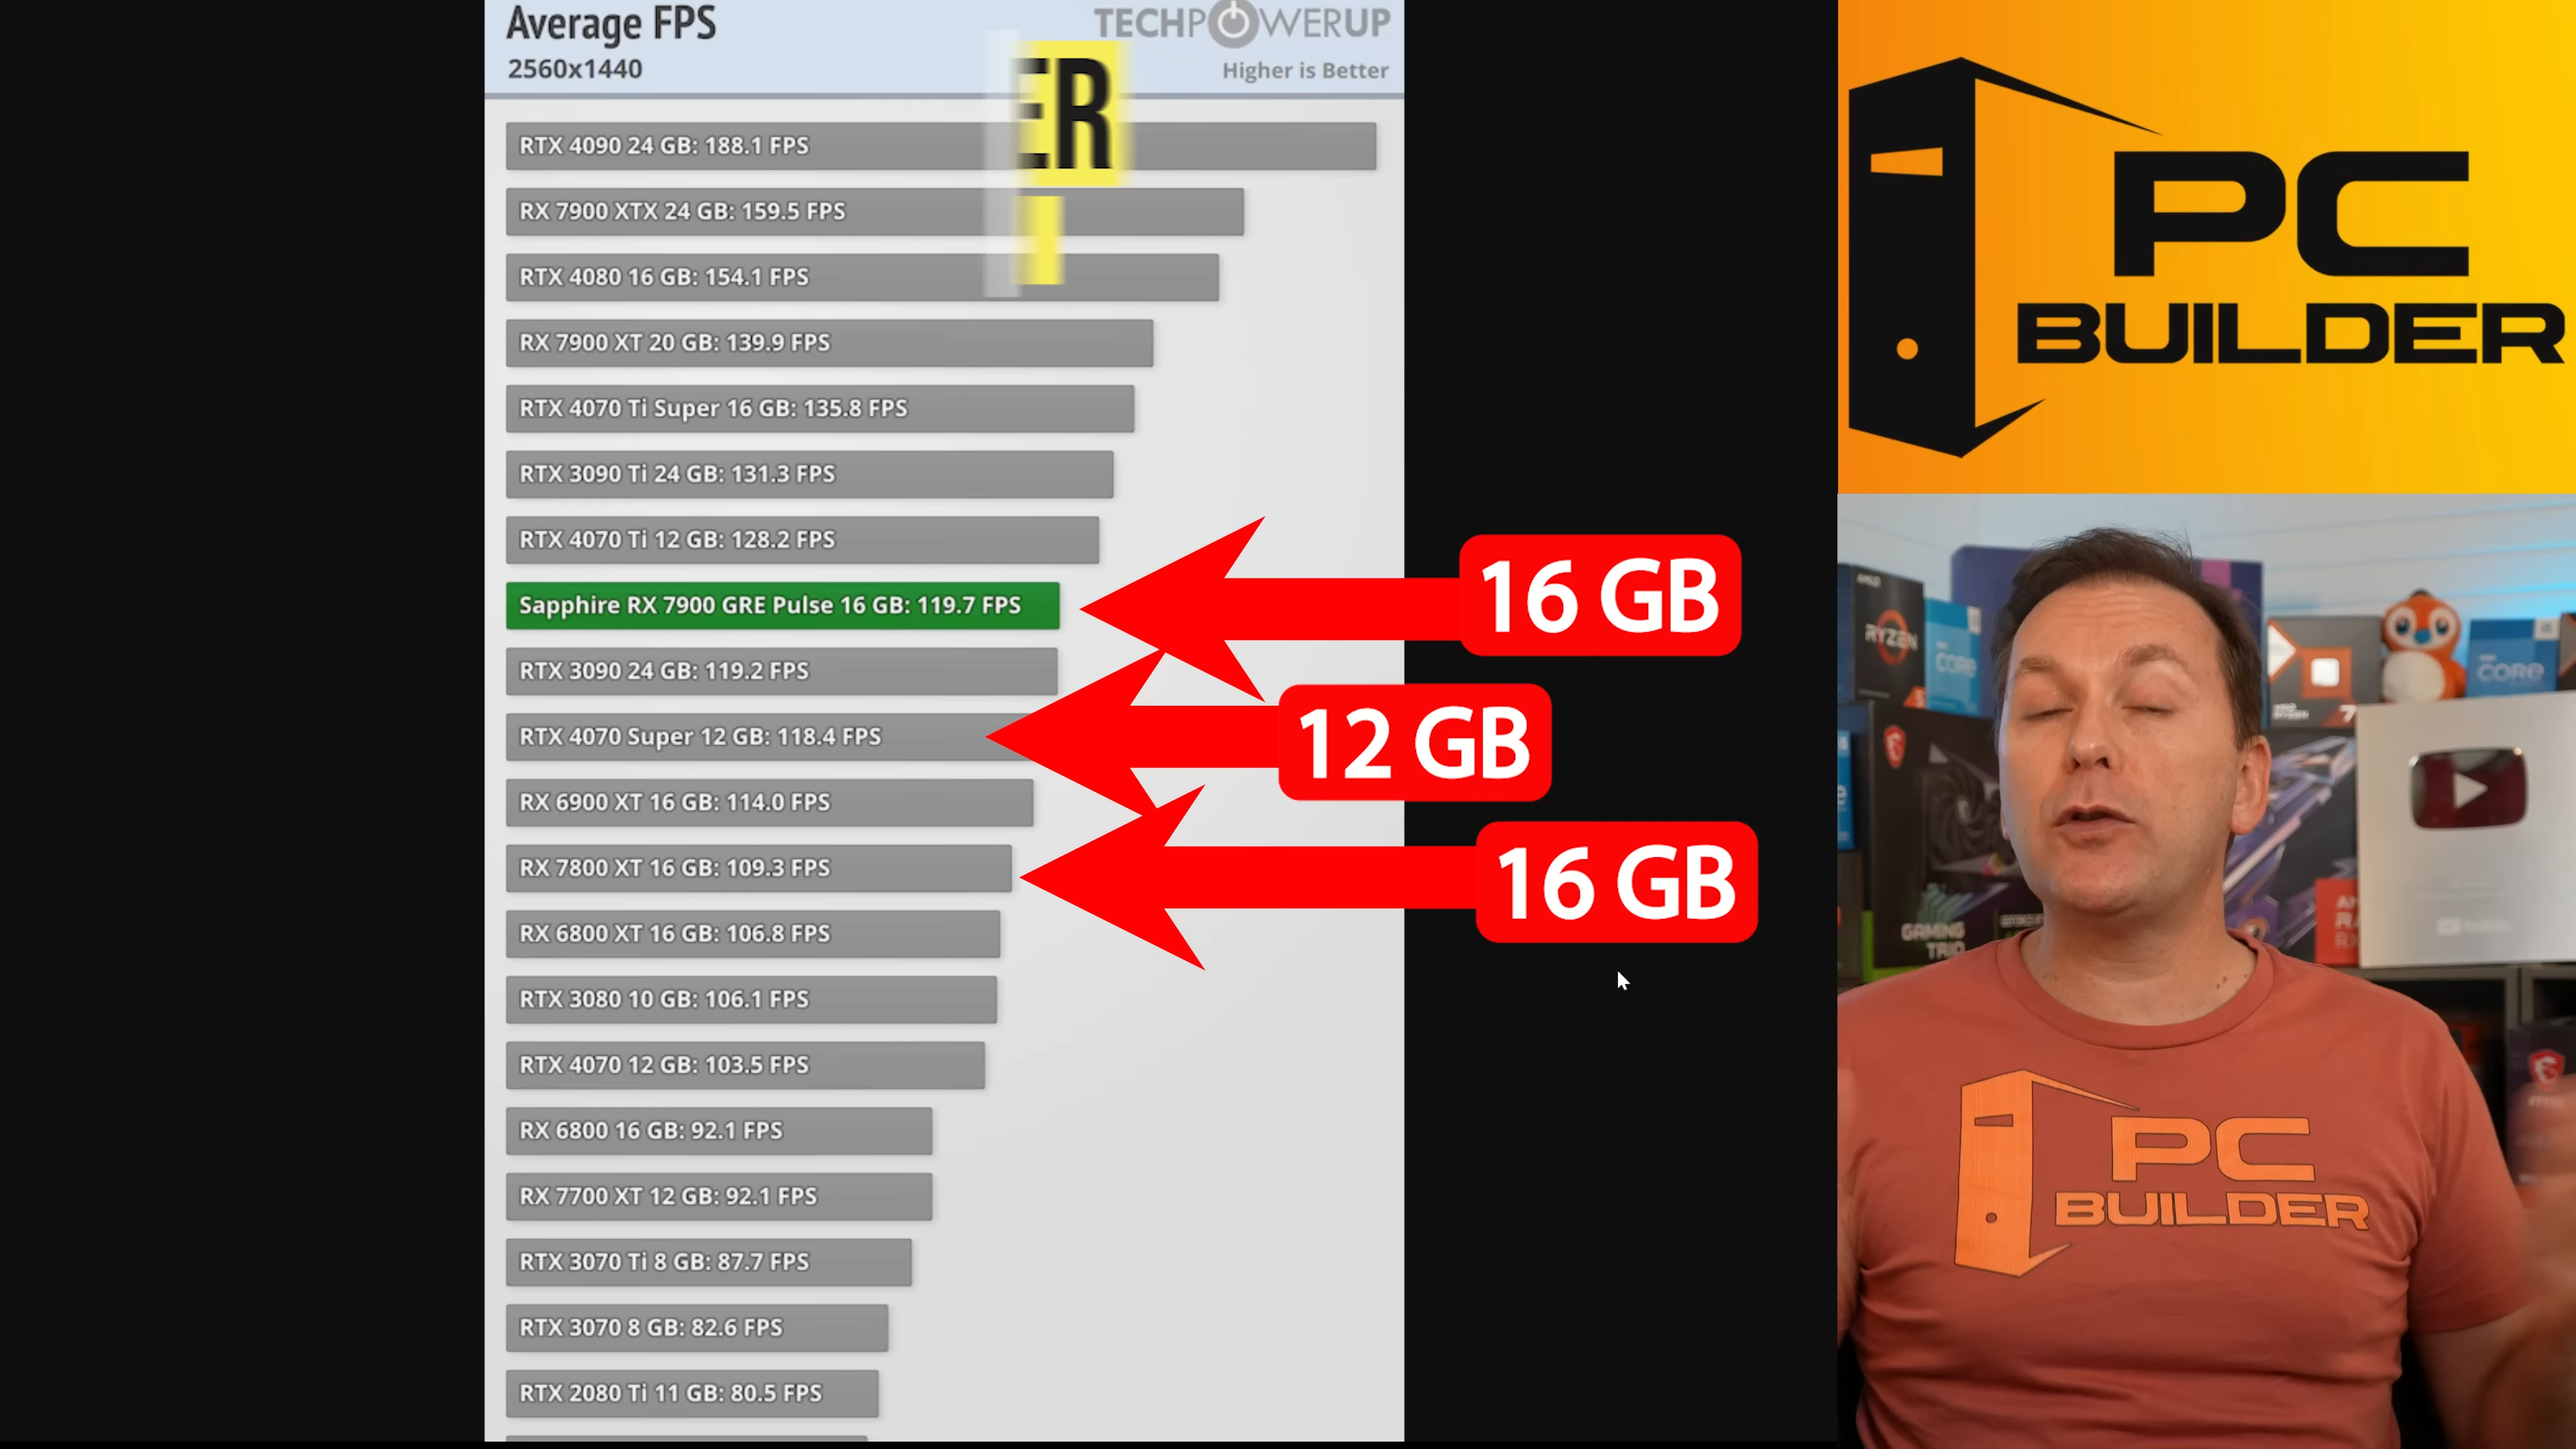 Average FPS
TECHPOWERUP
2560x1440
Higher is Better
ER
RTX 4090 24 GB: 188.1 FPS
RX 7900 XTX 24 GB: 159.5 FPS
RTX 4080 16 GB: 154.1 FPS
RX 7900 XT 20 GB: 139.9 FPS
RTX 4070 Ti Super 16 GB: 135.8 FPS
RTX 3090 Ti 24 GB: 131.3 FPS
RTX 4070 Ti 12 GB: 128.2 FPS
Sapphire RX 7900 GRE Pulse 16 GB: 119.7 FPS
16 GB
RTX 3090 24 GB: 119.2 FPS
RTX 4070 Super 12 GB: 118.4 FPS
12 GB
RX 6900 XT 16 GB: 114.0 FPS
RX 7800 XT 16 GB: 109.3 FPS
16 GB
RX 6800 XT 16 GB: 106.8 FPS
RTX 3080 10 GB: 106.1 FPS
RTX 4070 12 GB: 103.5 FPS
RX 6800 16 GB: 92.1 FPS
RX 7700 XT 12 GB: 92.1 FPS
RTX 3070 Ti 8 GB: 87.7 FPS
RTX 3070 8 GB: 82.6 FPS
RTX 2080 Ti 11 GB: 80.5 FPS
PC
BUILDER
RYZEN
CORE
CORE
7
GAMING
TRIO
PC
BUILDER